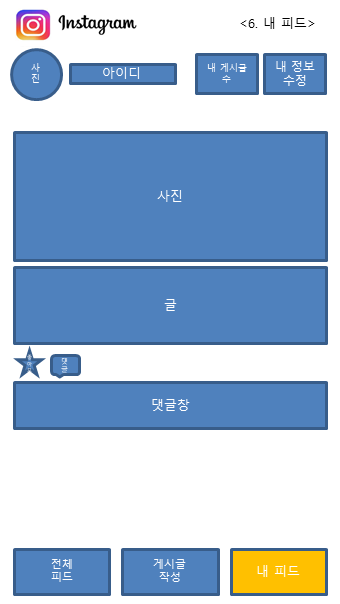 Instagram
<6. 내 피드>
사
진
아이디
내 게시글
수
내 정보
수정
사진
글
댓
글
댓글창
전체
피드
게시글
작성
내 피드